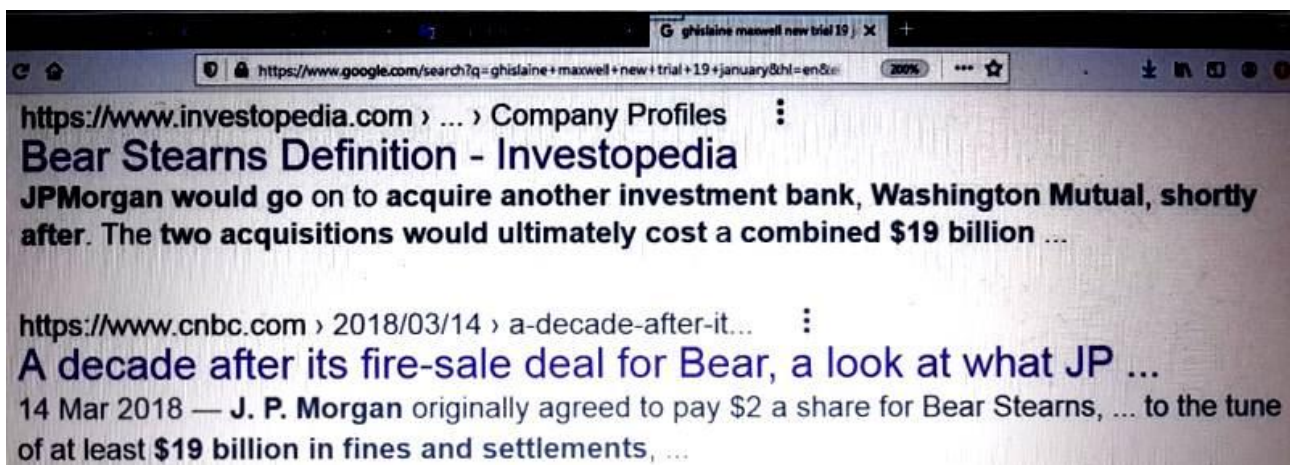 G ghislaine maxwell new trial 19 j
https://www.google.com/search?q=ghislaine+maxwell+new+trial+19+january&hl=en&e
200%
https://www.investopedia.com › ... › Company Profiles
Bear Stearns Definition - Investopedia
JPMorgan would go on to acquire another investment bank, Washington Mutual, shortly
after. The two acquisitions would ultimately cost a combined $19 billion ...
https://www.cnbc.com › 2018/03/14 › a-decade-after-it...
A decade after its fire-sale deal for Bear, a look at what JP ...
14 Mar 2018 — J. P. Morgan originally agreed to pay $2 a share for Bear Stearns, ... to the tune
of at least $19 billion in fines and settlements, ...